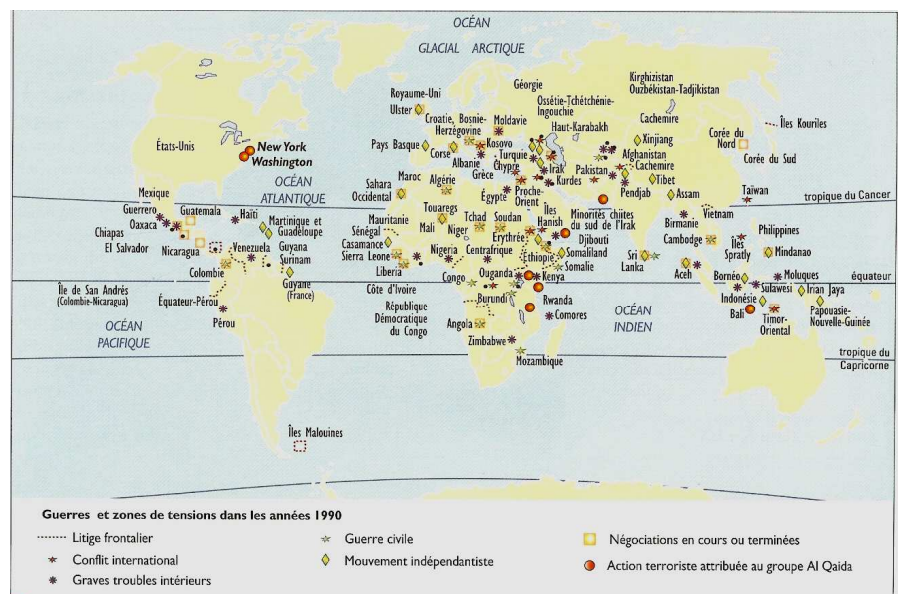 OCÉAN
GLACIAL ARCTIQUE
Géorgie
Kirghizistan
Ouzbékistan-Tadjikistan
Royaume-Uni
Ulster
Croatie, Bosnie-
Herzégovine
Moldavie
Ossétie-Tchétchénie-
Ingouchie
Haut-Karabakh
Cachemire
Xinjiang
Îles Kouriles
Corée du
Nord
Corée du Sud
États-Unis
New York
Washington
Pays Basque
Corse
Kosovo
Albanie
Grèce
Turquie
Chypre
Irak
Kurdes
Afghanistan
Cachemire
Pakistan
Pendjab
Tibet
OCÉAN
ATLANTIQUE
Maroc
Algérie
Sahara
Occidental
Égypte
Proche-
Orient
Assam
Taïwan
tropique du Cancer
Mexique
Guerrero
Oaxaca
Chiapas
El Salvador
Guatemala
Nicaragua
Haïti
Martinique et
Guadeloupe
Venezuela
Guyana
Surinam
Guyane
(France)
Colombie
Mauritanie
Sénégal
Casamance
Sierra Leone
Liberia
Côte d'Ivoire
Touaregs
Mali
Niger
Tchad
Soudan
Érythrée
Îles
Hanish
Minorités chiites
du sud de l'Irak
Djibouti
Somaliland
Somalie
Éthiopie
Nigeria
Centrafrique
Congo
Ouganda
Kenya
Birmanie
Vietnam
Cambodge
Philippines
Îles
Spratly
Mindanao
Sri
Lanka
Aceh
Bornéo
Moluques
équateur
Sulawesi
Irian Jaya
Indonésie
Bali
Timor-
Oriental
Papouasie-
Nouvelle-Guinée
Île de San Andrès
(Colombie-Nicaragua)
Équateur-Pérou
Pérou
République
Démocratique
du Congo
Burundi
Rwanda
Comores
Angola
Zimbabwe
Mozambique
OCÉAN
PACIFIQUE
OCÉAN
INDIEN
tropique du
Capricorne
Îles Malouines
Guerres et zones de tensions dans les années 1990
Litige frontalier
Conflit international
Graves troubles intérieurs
Guerre civile
Mouvement indépendantiste
Négociations en cours ou terminées
Action terroriste attribuée au groupe Al Qaida